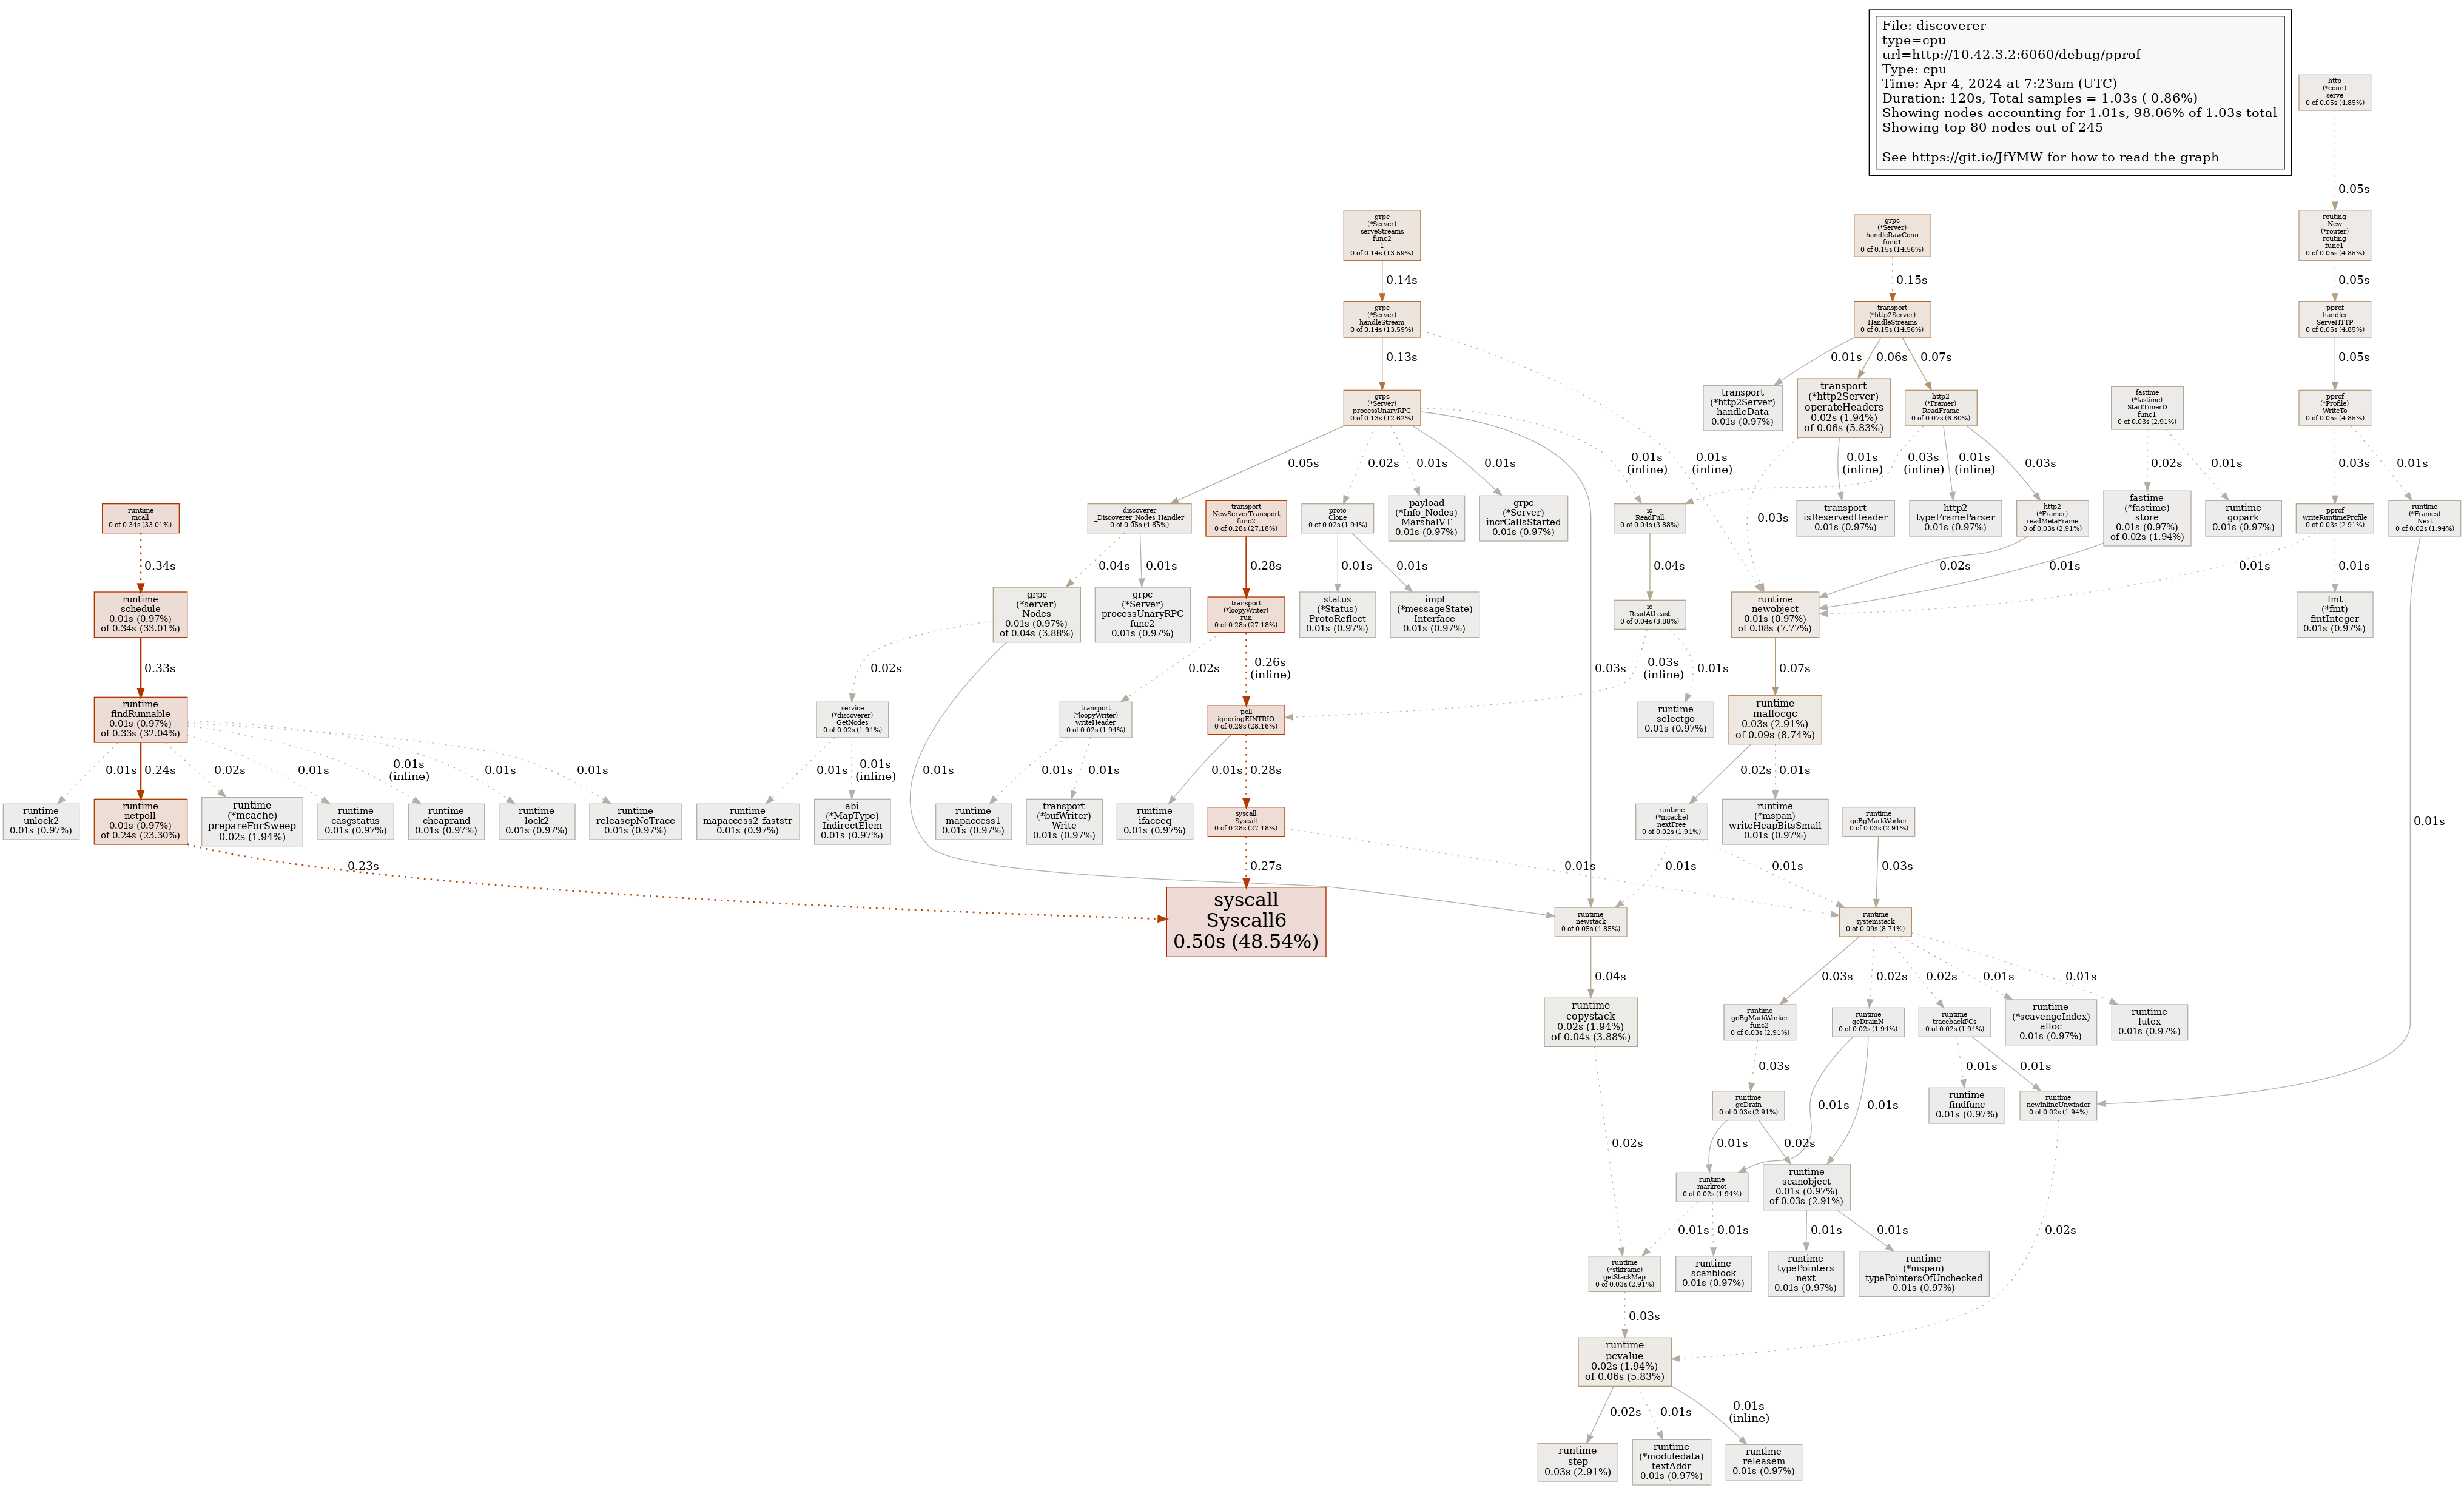 File: discoverer
type=cpu
url=http://10.42.3.2:6060/debug/pprof
Type: cpu
Time: Apr 4, 2024 at 7:23am (UTC)
Duration: 120s, Total samples = 1.03s ( 0.86%)
Showing nodes accounting for 1.01s, 98.06% of 1.03s total
Showing top 80 nodes out of 245
See https://git.io/JfYMW for how to read the graph
http
(*conn)
serve
0 of 0.05s (4.85%)
0.05s
grpc
(*Server)
serveStreams
func2
1
0 of 0.14s (13.59%)
grpc
(*Server)
handleRawConn
func1
0 of 0.15s (14.56%)
routing
New
(*router)
routing
func1
0 of 0.05s (4.85%)
0.14s
0.15s
0.05s
grpc
(*Server)
handleStream
0 of 0.14s (13.59%)
transport
(*http2Server)
HandleStreams
0 of 0.15s (14.56%)
pprof
handler
ServeHTTP
0 of 0.05s (4.85%)
0.13s
0.01s
0.06s
0.07s
0.05s
grpc
(*Server)
processUnaryRPC
0 of 0.13s (12.62%)
transport
(*http2Server)
handleData
0.01s (0.97%)
transport
(*http2Server)
operateHeaders
0.02s (1.94%)
of 0.06s (5.83%)
http2
(*Framer)
ReadFrame
0 of 0.07s (6.80%)
fastime
(*fastime)
StartTimerD
func1
0 of 0.03s (2.91%)
pprof
(*Profile)
WriteTo
0 of 0.05s (4.85%)
0.05s
0.02s
0.01s
0.01s
0.01s
(inline)
0.01s
(inline)
0.01s
(inline)
0.03s
(inline)
0.01s
(inline)
0.03s
0.02s
0.01s
0.03s
0.01s
runtime
mcall
0 of 0.34s (33.01%)
discoverer
_Discoverer_Nodes_Handler
0 of 0.05s (4.85%)
transport
NewServerTransport
func2
0 of 0.28s (27.18%)
proto
Clone
0 of 0.02s (1.94%)
payload
(*Info_Nodes)
MarshalVT
0.01s (0.97%)
grpc
(*Server)
incrCallsStarted
0.01s (0.97%)
io
ReadFull
0 of 0.04s (3.88%)
0.03s
transport
isReservedHeader
0.01s (0.97%)
http2
typeFrameParser
0.01s (0.97%)
http2
(*Framer)
readMetaFrame
0 of 0.03s (2.91%)
fastime
(*fastime)
store
0.01s (0.97%)
of 0.02s (1.94%)
runtime
gopark
0.01s (0.97%)
pprof
writeRuntimeProfile
0 of 0.03s (2.91%)
runtime
(*Frames)
Next
0 of 0.02s (1.94%)
0.34s
0.04s
0.01s
0.28s
0.01s
0.01s
0.04s
0.02s
0.01s
0.01s
0.01s
runtime
schedule
0.01s (0.97%)
of 0.34s (33.01%)
grpc
(*server)
Nodes
0.01s (0.97%)
of 0.04s (3.88%)
grpc
(*Server)
processUnaryRPC
func2
0.01s (0.97%)
transport
(*loopyWriter)
run
0 of 0.28s (27.18%)
status
(*Status)
ProtoReflect
0.01s (0.97%)
impl
(*messageState)
Interface
0.01s (0.97%)
io
ReadAtLeast
0 of 0.04s (3.88%)
runtime
newobject
0.01s (0.97%)
of 0.08s (7.77%)
fmt
(*fmt)
fmtInteger
0.01s (0.97%)
0.33s
0.02s
0.02s
0.26s
(inline)
0.03s
0.03s
(inline)
0.01s
0.07s
runtime
findRunnable
0.01s (0.97%)
of 0.33s (32.04%)
service
(*discoverer)
GetNodes
0 of 0.02s (1.94%)
transport
(*loopyWriter)
writeHeader
0 of 0.02s (1.94%)
poll
ignoringEINTRIO
0 of 0.29s (28.16%)
runtime
selectgo
0.01s (0.97%)
runtime
mallocgc
0.03s (2.91%)
of 0.09s (8.74%)
0.01s
0.24s
0.02s
0.01s
0.01s
(inline)
0.01s
0.01s
0.01s
0.01s
(inline)
0.01s
0.01s
0.01s
0.01s
0.28s
0.02s
0.01s
0.01s
runtime
unlock2
0.01s (0.97%)
runtime
netpoll
0.01s (0.97%)
of 0.24s (23.30%)
runtime
(*mcache)
prepareForSweep
0.02s (1.94%)
runtime
casgstatus
0.01s (0.97%)
runtime
cheaprand
0.01s (0.97%)
runtime
lock2
0.01s (0.97%)
runtime
releasepNoTrace
0.01s (0.97%)
runtime
mapaccess2_faststr
0.01s (0.97%)
abi
(*MapType)
IndirectElem
0.01s (0.97%)
runtime
mapaccess1
0.01s (0.97%)
transport
(*bufWriter)
Write
0.01s (0.97%)
runtime
ifaceeq
0.01s (0.97%)
syscall
Syscall
0 of 0.28s (27.18%)
runtime
(*mcache)
nextFree
0 of 0.02s (1.94%)
runtime
(*mspan)
writeHeapBitsSmall
0.01s (0.97%)
runtime
gcBgMarkWorker
0 of 0.03s (2.91%)
0.23s
0.27s
0.01s
0.01s
0.01s
0.03s
syscall
Syscall6
0.50s (48.54%)
runtime
newstack
0 of 0.05s (4.85%)
runtime
systemstack
0 of 0.09s (8.74%)
0.04s
0.03s
0.02s
0.02s
0.01s
0.01s
runtime
copystack
0.02s (1.94%)
of 0.04s (3.88%)
runtime
gcBgMarkWorker
func2
0 of 0.03s (2.91%)
runtime
gcDrainN
0 of 0.02s (1.94%)
runtime
tracebackPCs
0 of 0.02s (1.94%)
runtime
(*scavengeIndex)
alloc
0.01s (0.97%)
runtime
futex
0.01s (0.97%)
0.03s
0.01s
0.01s
runtime
gcDrain
0 of 0.03s (2.91%)
0.01s
0.01s
runtime
findfunc
0.01s (0.97%)
runtime
newInlineUnwinder
0 of 0.02s (1.94%)
0.02s
0.01s
0.02s
runtime
markroot
0 of 0.02s (1.94%)
runtime
scanobject
0.01s (0.97%)
of 0.03s (2.91%)
0.01s
0.01s
0.01s
0.01s
0.02s
runtime
(*stkframe)
getStackMap
0 of 0.03s (2.91%)
runtime
scanblock
0.01s (0.97%)
runtime
typePointers
next
0.01s (0.97%)
runtime
(*mspan)
typePointersOfUnchecked
0.01s (0.97%)
0.03s
runtime
pcvalue
0.02s (1.94%)
of 0.06s (5.83%)
0.02s
0.01s
0.01s
(inline)
runtime
step
0.03s (2.91%)
runtime
(*moduledata)
textAddr
0.01s (0.97%)
runtime
releasem
0.01s (0.97%)